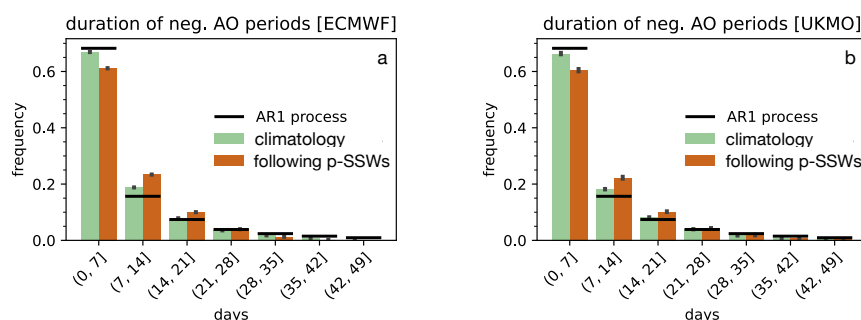 duration of neg. AO periods [ECMWF]
a
frequency
0.6
0.4
0.2
0.0
AR1 process
climatology
following p-SSWs
(0, 7]
(7, 14]
(14, 21]
(21, 28]
(28, 35]
(35, 42]
(42, 49]
days
duration of neg. AO periods [UKMO]
b
frequency
0.6
0.4
0.2
0.0
AR1 process
climatology
following p-SSWs
(0, 7]
(7, 14]
(14, 21]
(21, 28]
(28, 35]
(35, 42]
(42, 49]
days